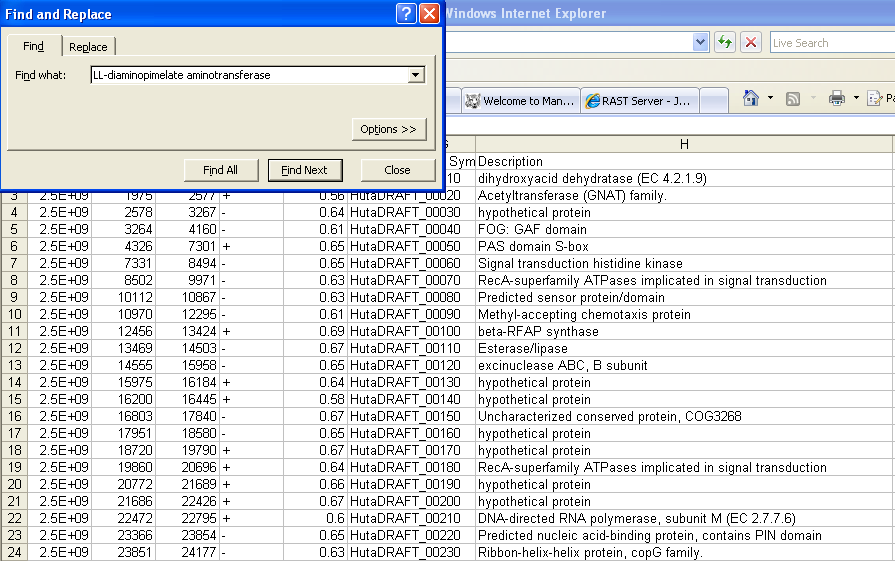 Find and Replace
Windows Internet Explorer
Find
Replace
Live Search
Find what: LL-diaminopimelate aminotransferase
Welcome to Man...
RAST Server - J...
Options >>
Find All
Find Next
Close
H
Sym Description
10 dihydroxyacid dehydratase (EC 4.2.1.9)
3 2.5E+09 1975 2577 + 0.56 HutaDRAFT_00020 Acetyltransferase (GNAT) family.
4 2.5E+09 2578 3267 - 0.64 HutaDRAFT_00030 hypothetical protein
5 2.5E+09 3264 4160 - 0.61 HutaDRAFT_00040 FOG: GAF domain
6 2.5E+09 4326 7301 + 0.65 HutaDRAFT_00050 PAS domain S-box
7 2.5E+09 7331 8494 - 0.65 HutaDRAFT_00060 Signal transduction histidine kinase
8 2.5E+09 8502 9971 - 0.63 HutaDRAFT_00070 RecA-superfamily ATPases implicated in signal transduction
9 2.5E+09 10112 10867 - 0.63 HutaDRAFT_00080 Predicted sensor protein/domain
10 2.5E+09 10970 12295 - 0.61 HutaDRAFT_00090 Methyl-accepting chemotaxis protein
11 2.5E+09 12456 13424 + 0.69 HutaDRAFT_00100 beta-RFAP synthase
12 2.5E+09 13469 14503 - 0.67 HutaDRAFT_00110 Esterase/lipase
13 2.5E+09 14555 15958 - 0.65 HutaDRAFT_00120 excinuclease ABC, B subunit
14 2.5E+09 15975 16184 + 0.64 HutaDRAFT_00130 hypothetical protein
15 2.5E+09 16200 16445 + 0.58 HutaDRAFT_00140 hypothetical protein
16 2.5E+09 16803 17840 - 0.67 HutaDRAFT_00150 Uncharacterized conserved protein, COG3268
17 2.5E+09 17951 18580 - 0.65 HutaDRAFT_00160 hypothetical protein
18 2.5E+09 18720 19790 + 0.67 HutaDRAFT_00170 hypothetical protein
19 2.5E+09 19860 20696 + 0.64 HutaDRAFT_00180 RecA-superfamily ATPases implicated in signal transduction
20 2.5E+09 20772 21689 + 0.66 HutaDRAFT_00190 hypothetical protein
21 2.5E+09 21686 22426 + 0.67 HutaDRAFT_00200 hypothetical protein
22 2.5E+09 22472 22795 + 0.6 HutaDRAFT_00210 DNA-directed RNA polymerase, subunit M (EC 2.7.7.6)
23 2.5E+09 23366 23854 - 0.65 HutaDRAFT_00220 Predicted nucleic acid-binding protein, contains PIN domain
24 2.5E+09 23851 24177 - 0.63 HutaDRAFT_00230 Ribbon-helix-helix protein, copG family.